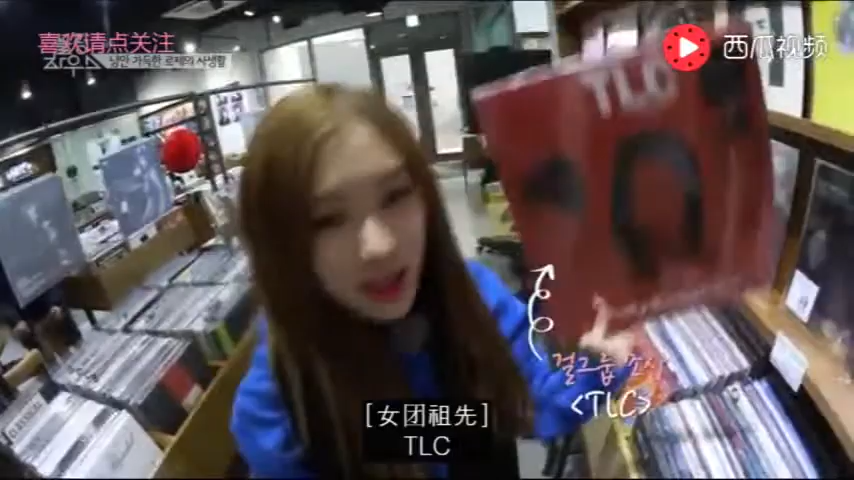 喜欢请点关注
西瓜视频
낭만 가득한 로제의 사생활
TLC
걸그룹 조상
<TLC>
[女团祖先]
TLC